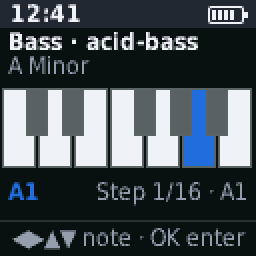 12:41
Bass · acid-bass
A Minor
A1 Step 1/16 · A1
◀▶▲▼ note · OK enter